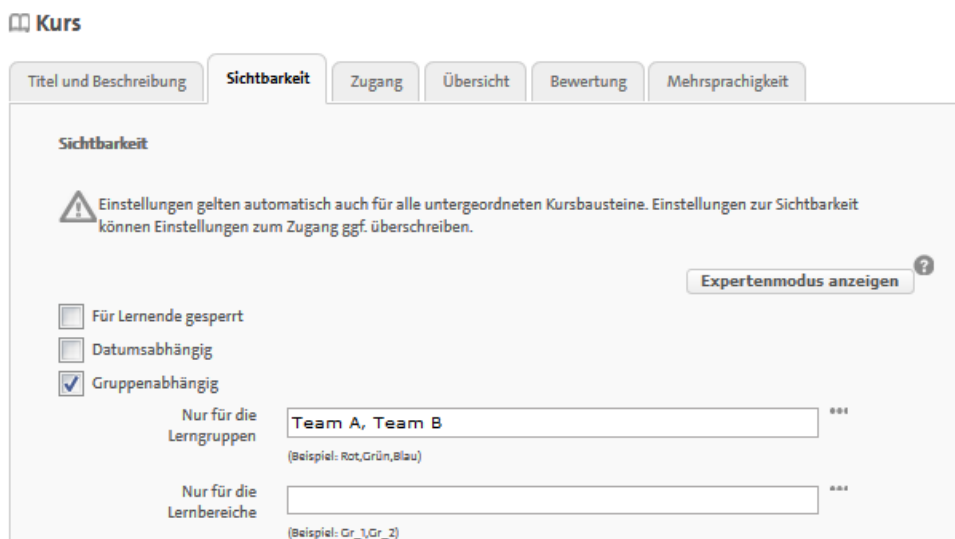 Kurs
Titel und Beschreibung Sichtbarkeit Zugang Übersicht Bewertung Mehrsprachigkeit
Sichtbarkeit
Einstellungen gelten automatisch auch für alle untergeordneten Kursbausteine. Einstellungen zur Sichtbarkeit
können Einstellungen zum Zugang ggf. überschreiben.
?
Expertenmodus anzeigen
Für Lernende gesperrt
Datumsabhängig
Gruppenabhängig
Nur für die
Lerngruppen
Team A, Team B
(Beispiel: Rot,Grün,Blau)
Nur für die
Lernbereiche
(Beispiel: Gr_1,Gr_2)